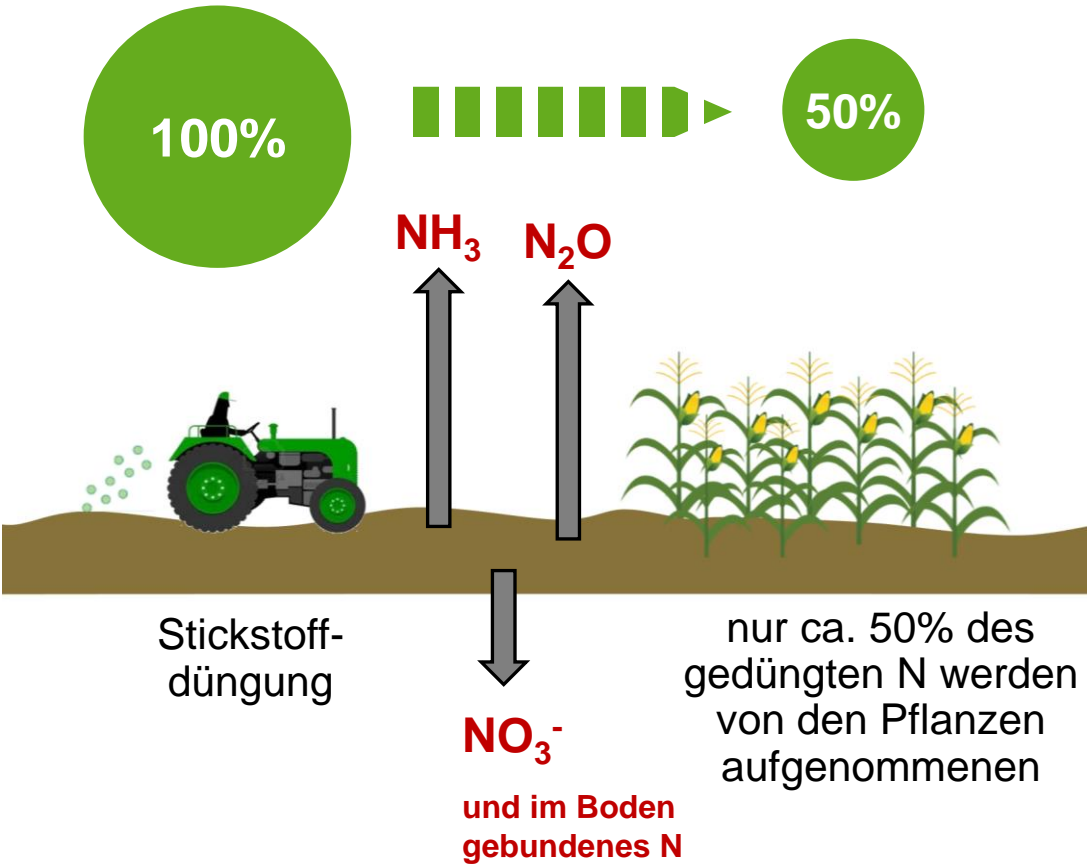 100%
50%
NH₃
N₂O
Stickstoff-
düngung
nur ca. 50% des
gedüngten N werden
von den Pflanzen
aufgenommenen
NO₃⁻
und im Boden
gebundenes N